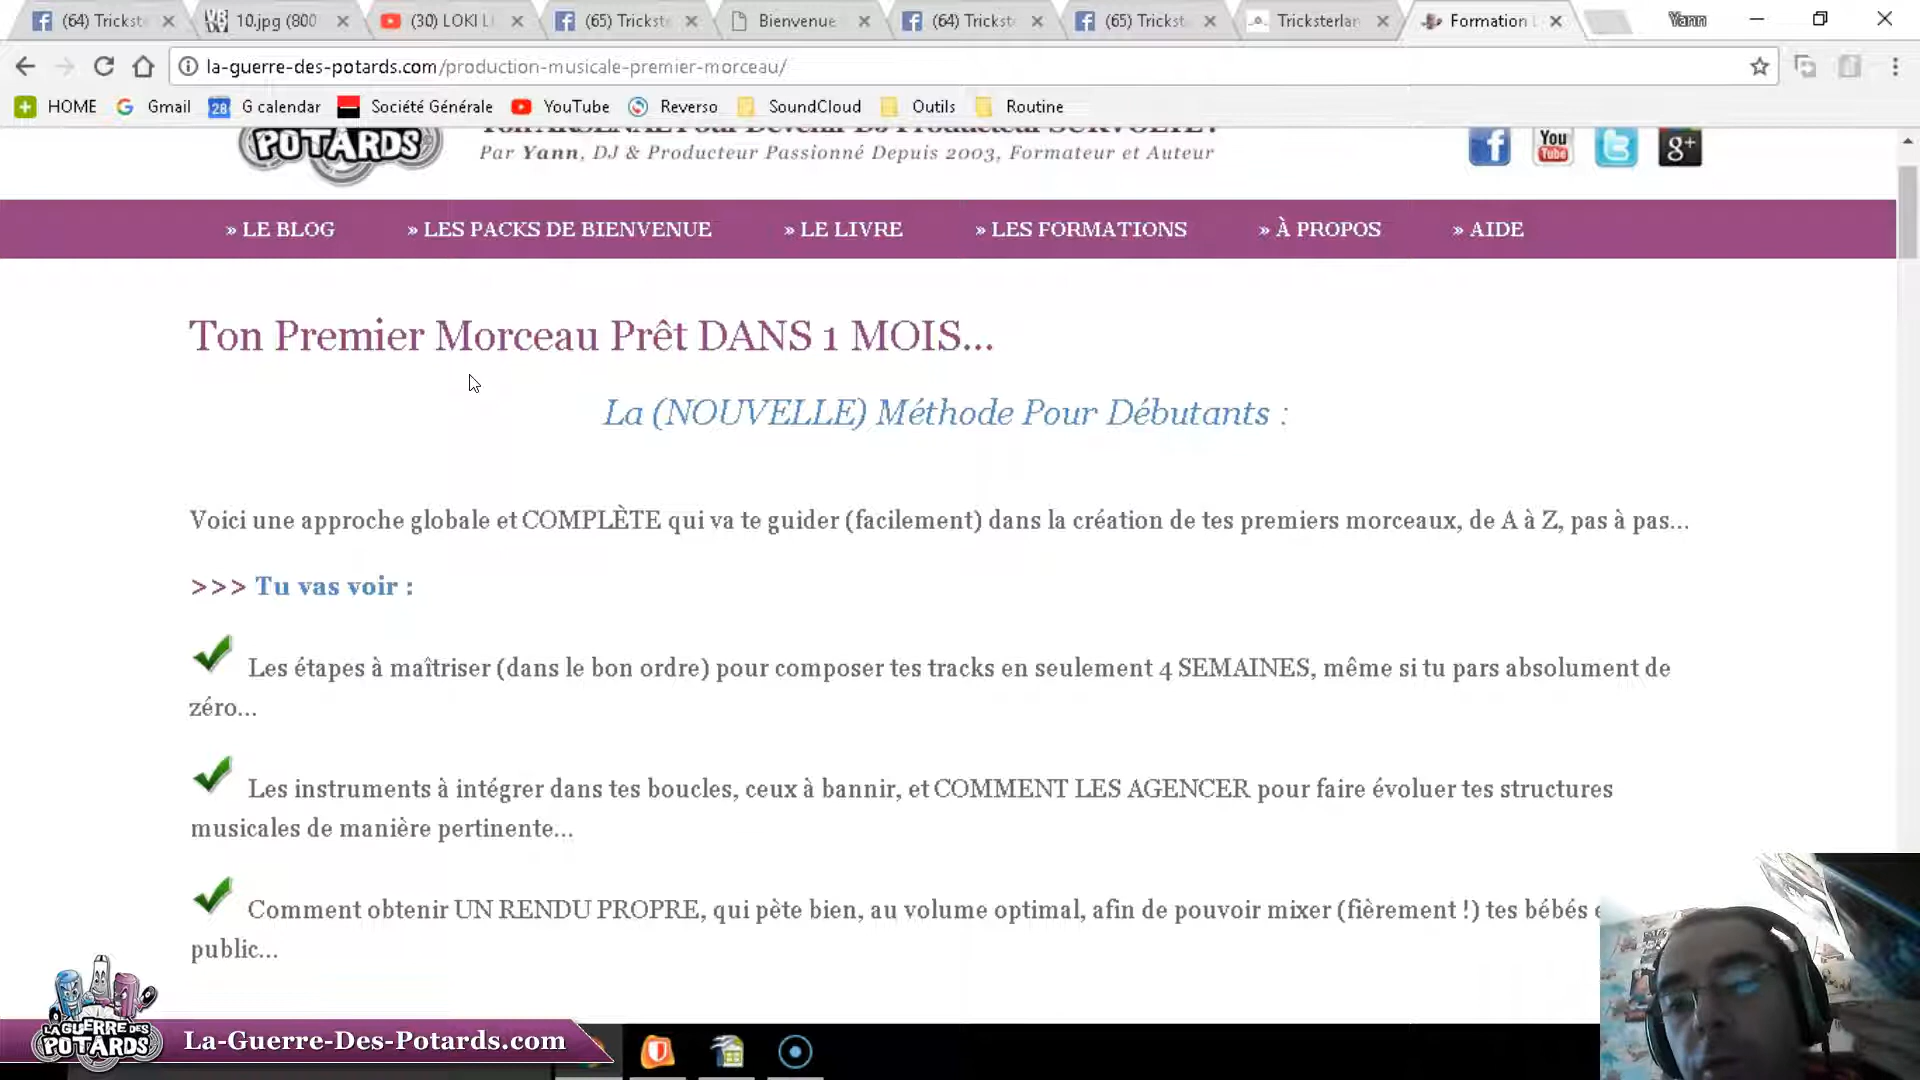 (64) Trickst
10.jpg (800
(30) LOKI L
(65) Trickst
Bienvenue
(64) Trickst
(65) Trickst
Tricksterlan
Formation
Yann
la-guerre-des-potards.com/production-musicale-premier-morceau/
HOME
Gmail
28
G calendar
Société Générale
YouTube
Reverso
SoundCloud
Outils
Routine
POTARDS
Ton ARSENAL Pour Devenir DJ Producteur SURVOLTÉ !
Par Yann, DJ & Producteur Passionné Depuis 2003, Formateur et Auteur
You
Tube
g+
» LE BLOG
» LES PACKS DE BIENVENUE
» LE LIVRE
» LES FORMATIONS
» À PROPOS
» AIDE
Ton Premier Morceau Prêt DANS 1 MOIS...
La (NOUVELLE) Méthode Pour Débutants :
Voici une approche globale et COMPLÈTE qui va te guider (facilement) dans la création de tes premiers morceaux, de A à Z, pas à pas...
>>> Tu vas voir :
Les étapes à maîtriser (dans le bon ordre) pour composer tes tracks en seulement 4 SEMAINES, même si tu pars absolument de
zéro...
Les instruments à intégrer dans tes boucles, ceux à bannir, et COMMENT LES AGENCER pour faire évoluer tes structures
musicales de manière pertinente...
Comment obtenir UN RENDU PROPRE, qui pète bien, au volume optimal, afin de pouvoir mixer (fièrement !) tes bébés e
public...
LA GUERRE DES
POTARDS
La-Guerre-Des-Potards.com